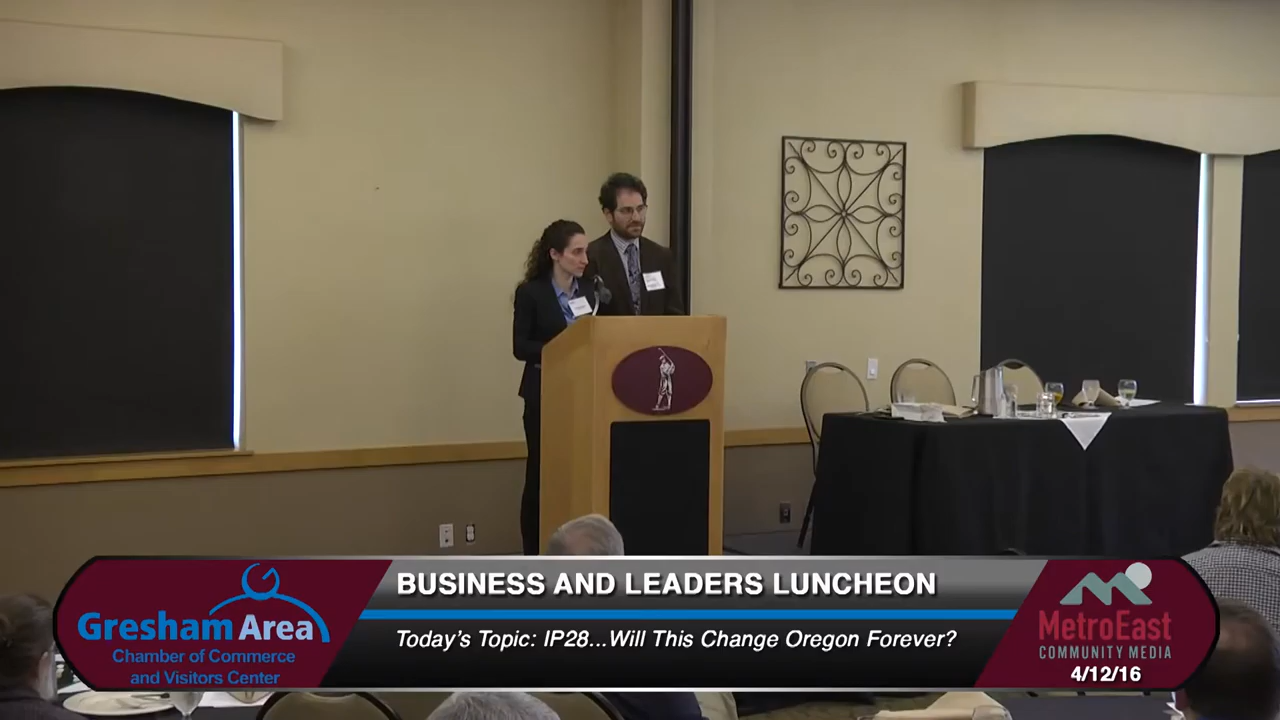 BUSINESS AND LEADERS LUNCHEON
Today's Topic: IP28...Will This Change Oregon Forever?
Gresham Area
Chamber of Commerce
and Visitors Center
MetroEast
COMMUNITY MEDIA
4/12/16